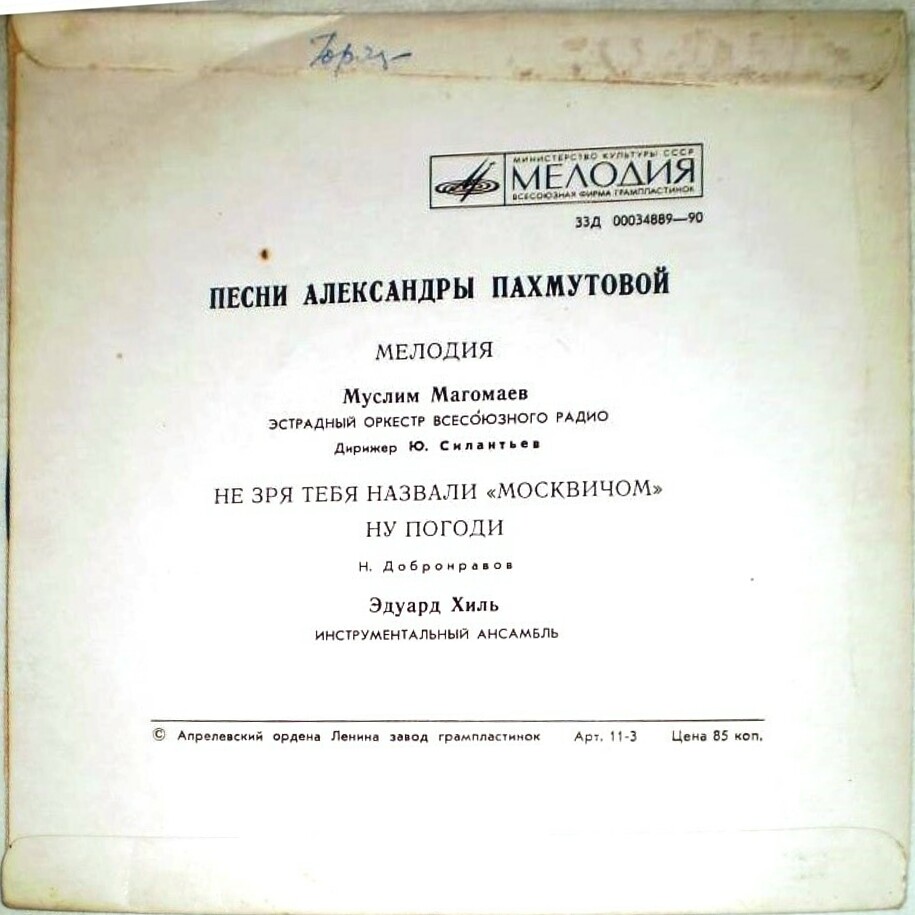 МИНИСТЕРСТВО КУЛЬТУРЫ СССР
МЕЛОДИЯ
ВСЕСОЮЗНАЯ ФИРМА ГРАМПЛАСТИНОК
33Д 00034889—90
ПЕСНИ АЛЕКСАНДРЫ ПАХМУТОВОЙ
МЕЛОДИЯ
Муслим Магомаев
ЭСТРАДНЫЙ ОРКЕСТР ВСЕСОЮЗНОГО РАДИО
Дирижер Ю. Силантьев
НЕ ЗРЯ ТЕБЯ НАЗВАЛИ «МОСКВИЧОМ»
НУ ПОГОДИ
Н. Добронравов
Эдуард Хиль
ИНСТРУМЕНТАЛЬНЫЙ АНСАМБЛЬ
© Апрелевский ордена Ленина завод грампластинок Арт. 11-3 Цена 85 коп.